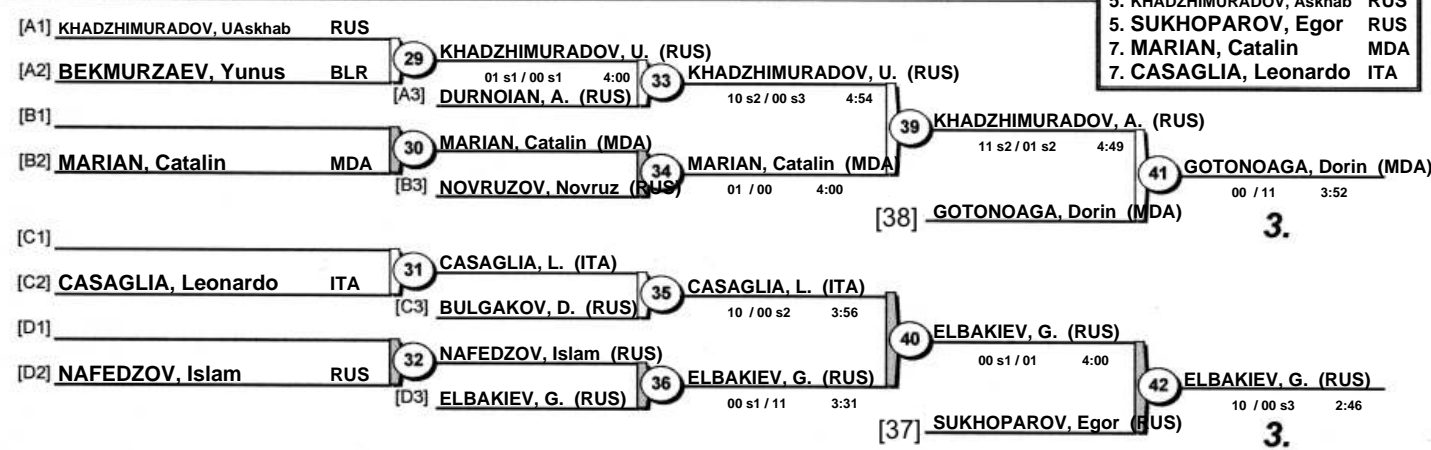 5. KHADZHIMURADOV, Askhab RUS
5. SUKHOPAROV, Egor RUS
7. MARIAN, Catalin MDA
7. CASAGLIA, Leonardo ITA
[A1] KHADZHIMURADOV, UAskhab RUS
29 KHADZHIMURADOV, U. (RUS)
[A2] BEKMURZAEV, Yunus BLR
01 s1 / 00 s1 4:00
33 KHADZHIMURADOV, U. (RUS)
[A3] DURNOIAN, A. (RUS)
10 s2 / 00 s3 4:54
[B1]
39 KHADZHIMURADOV, A. (RUS)
30 MARIAN, Catalin (MDA)
11 s2 / 01 s2 4:49
[B2] MARIAN, Catalin MDA
34 MARIAN, Catalin (MDA)
41 GOTONOAGA, Dorin (MDA)
[B3] NOVRUZOV, Novruz (RUS)
01 / 00 4:00
00 / 11 3:52
[38] GOTONOAGA, Dorin (MDA)
3.
[C1]
31 CASAGLIA, L. (ITA)
[C2] CASAGLIA, Leonardo ITA
35 CASAGLIA, L. (ITA)
[C3] BULGAKOV, D. (RUS)
10 / 00 s2 3:56
[D1]
40 ELBAKIEV, G. (RUS)
32 NAFEDZOV, Islam (RUS)
00 s1 / 01 4:00
[D2] NAFEDZOV, Islam RUS
36 ELBAKIEV, G. (RUS)
42 ELBAKIEV, G. (RUS)
[D3] ELBAKIEV, G. (RUS)
00 s1 / 11 3:31
10 / 00 s3 2:46
[37] SUKHOPAROV, Egor (RUS)
3.